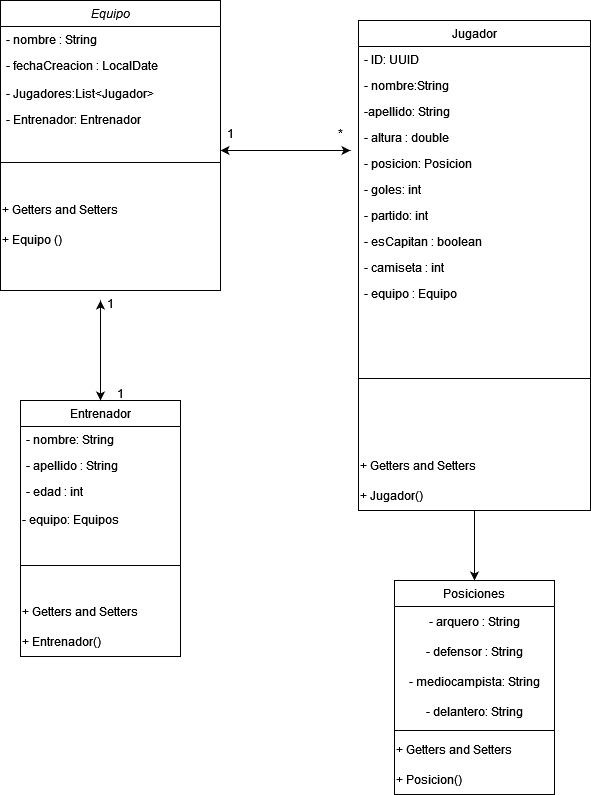 Equipo
- nombre : String
- fechaCreacion : LocalDate
- Jugadores:List<Jugador>
- Entrenador: Entrenador
+ Getters and Setters
+ Equipo ()
1
*
Jugador
- ID: UUID
- nombre:String
-apellido: String
- altura : double
- posicion: Posicion
- goles: int
- partido: int
- esCapitan : boolean
- camiseta : int
- equipo : Equipo
+ Getters and Setters
+ Jugador()
1
1
Entrenador
- nombre: String
- apellido : String
- edad : int
- equipo: Equipos
+ Getters and Setters
+ Entrenador()
Posiciones
- arquero : String
- defensor : String
- mediocampista: String
- delantero: String
+ Getters and Setters
+ Posicion()